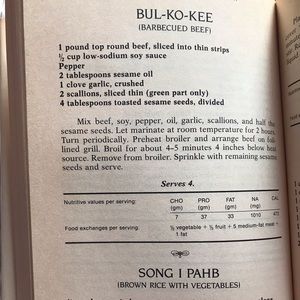 BUL-KO-KEE
(BARBECUED BEEF)
1 pound top round beef, sliced into thin strips
½ cup low-sodium soy sauce
Pepper
2 tablespoons sesame oil
1 clove garlic, crushed
2 scallions, sliced thin (green part only)
4 tablespoons toasted sesame seeds, divided
Mix beef, soy, pepper, oil, garlic, scallions, and half the
sesame seeds. Let marinate at room temperature for 2 hours.
Turn periodically. Preheat broiler and arrange beef on foil-
lined grill. Broil for about 4–5 minutes 4 inches below heat
source. Remove from broiler. Sprinkle with remaining sesame
seeds and serve.
Serves 4.
Nutritive values per serving: CHO (gm) PRO (gm) FAT (gm) NA (mg) CAL
7 37 33 1010 473
Food exchanges per serving: ½ vegetable + ½ fruit + 5 medium-fat meat +
1 fat
SONG I PAHB
(BROWN RICE WITH VEGETABLES)